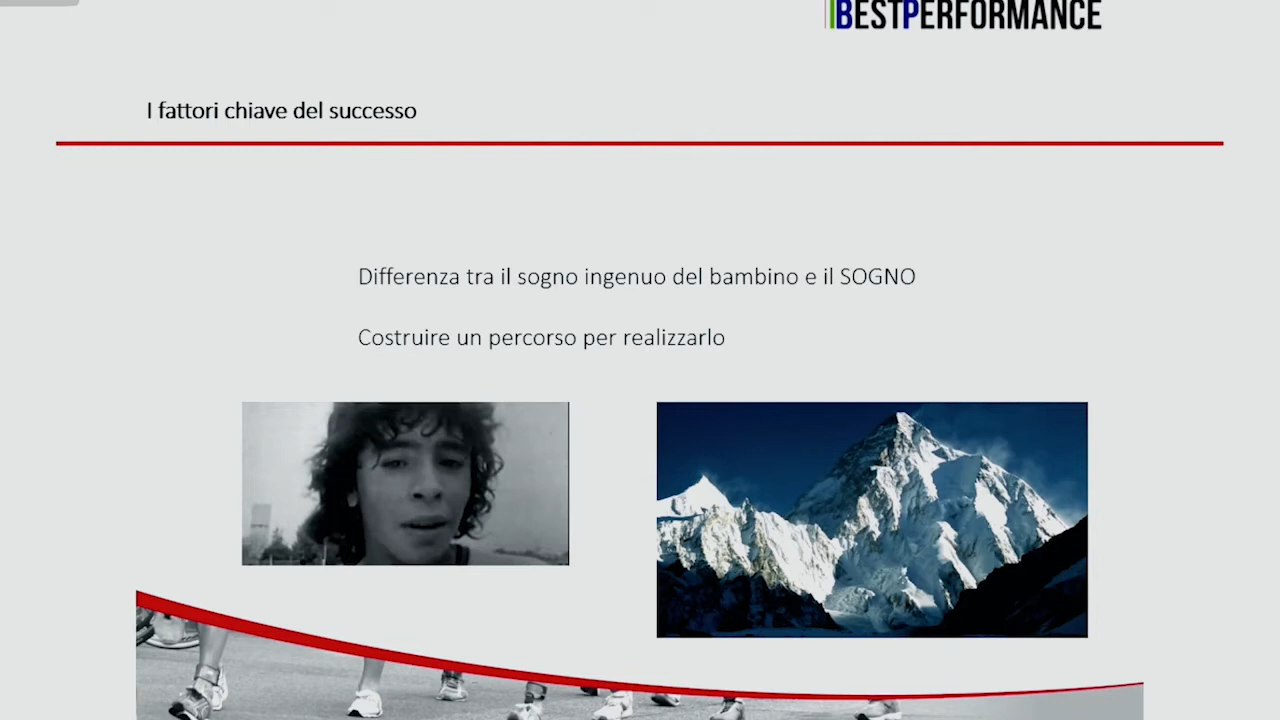 BESTPERFORMANCE
I fattori chiave del successo
Differenza tra il sogno ingenuo del bambino e il SOGNO
Costruire un percorso per realizzarlo